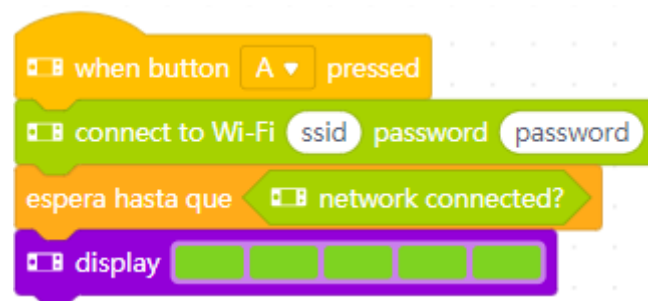 when button A pressed
connect to Wi-Fi ssid password password
espera hasta que network connected?
display